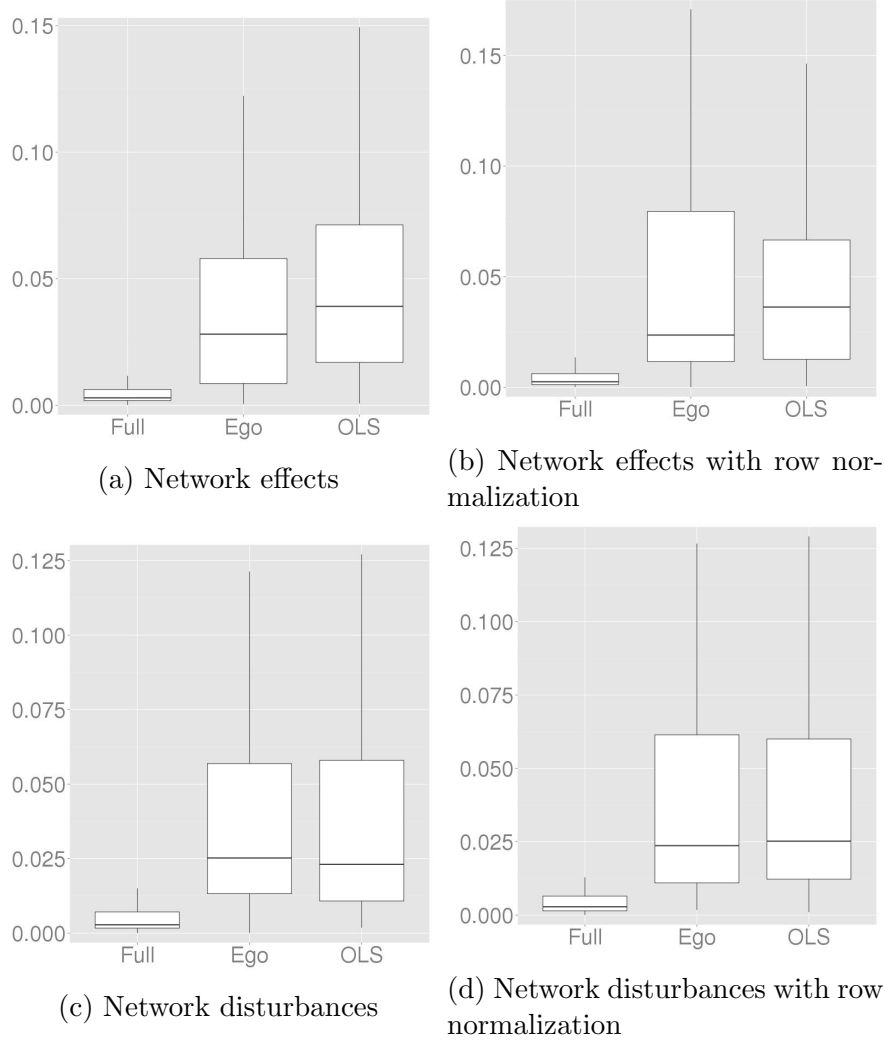 0.15
0.10
0.05
0.00
Full Ego OLS
(a) Network effects
0.15
0.10
0.05
0.00
Full Ego OLS
(b) Network effects with row nor-
malization
0.125
0.100
0.075
0.050
0.025
0.000
Full Ego OLS
(c) Network disturbances
0.125
0.100
0.075
0.050
0.025
0.000
Full Ego OLS
(d) Network disturbances with row
normalization